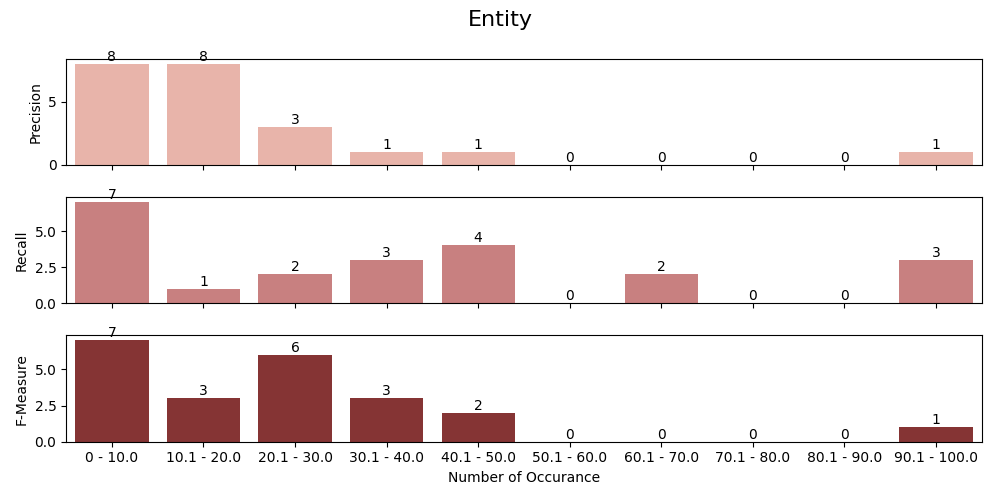 Entity
Precision
5
0
8
8
3
1
1
0
0
0
0
1
Recall
5.0
2.5
0.0
7
1
2
3
4
0
2
0
0
3
F-Measure
5.0
2.5
0.0
7
3
6
3
2
0
0
0
0
1
0 - 10.0
10.1 - 20.0
20.1 - 30.0
30.1 - 40.0
40.1 - 50.0
50.1 - 60.0
60.1 - 70.0
70.1 - 80.0
80.1 - 90.0
90.1 - 100.0
Number of Occurance